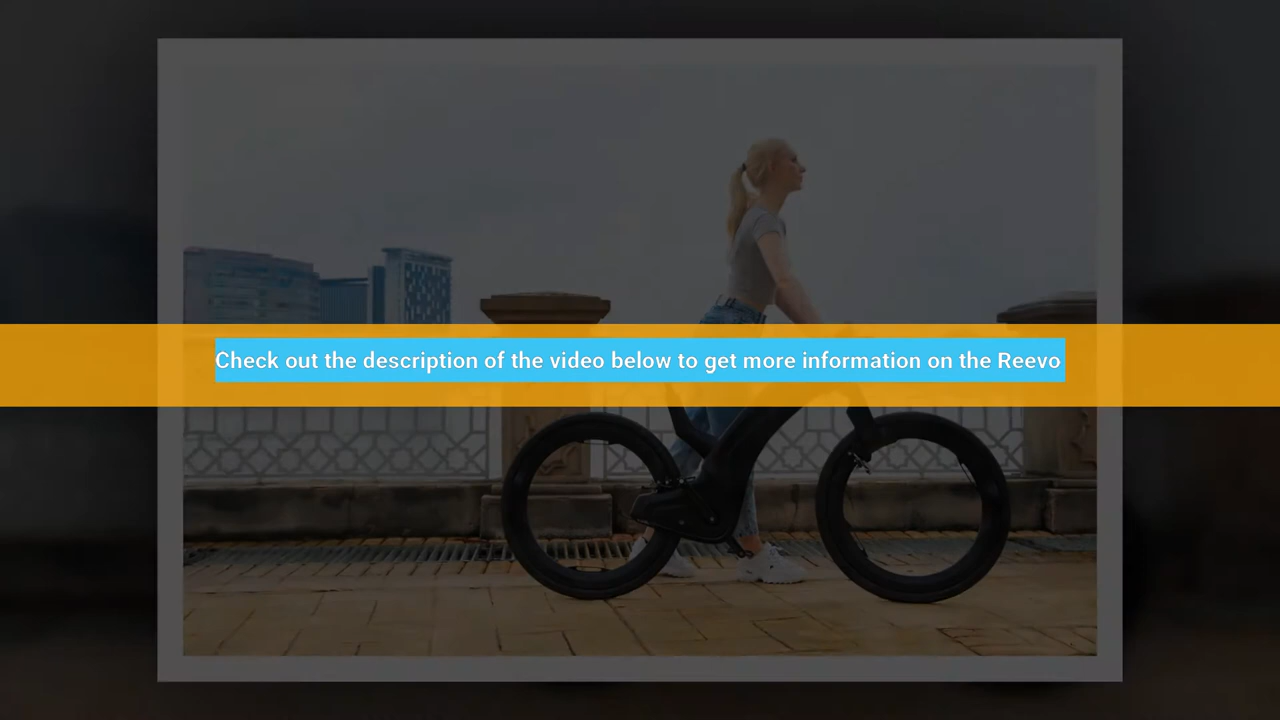 Check out the description of the video below to get more information on the Reevo